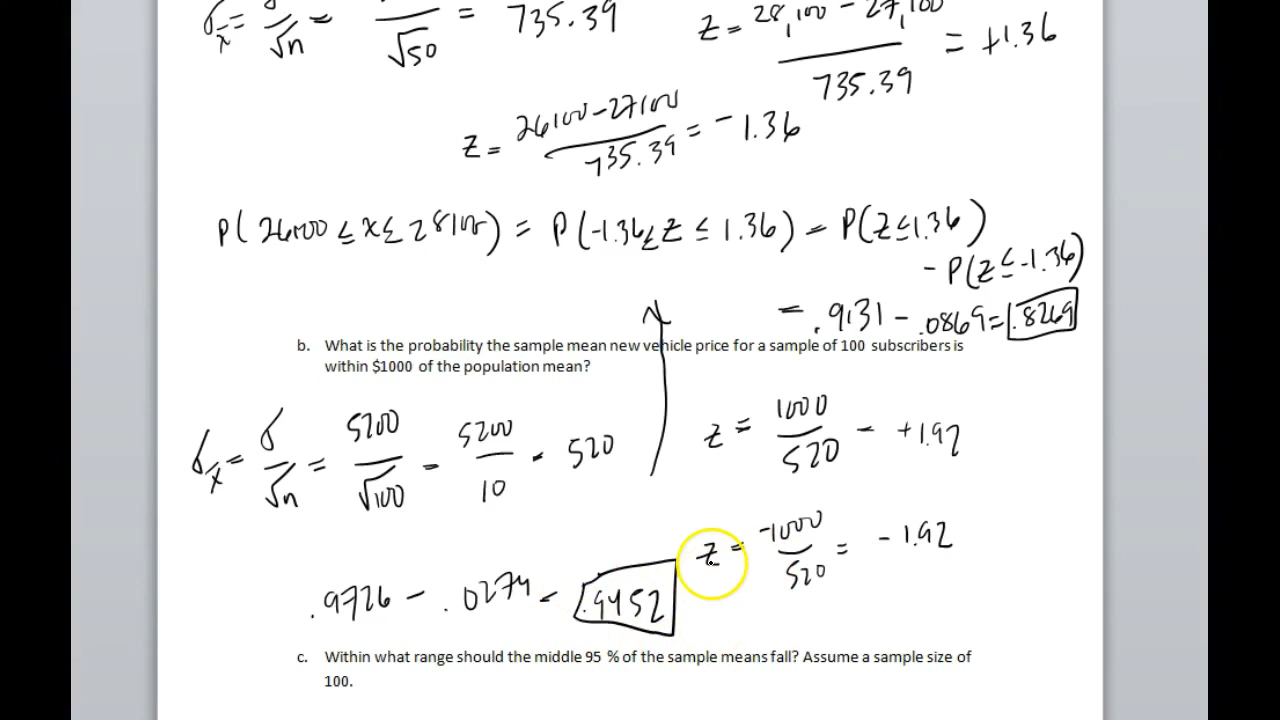 σx = σ/√n = /√50 = 735.39
Z = 28,100 - 27,100 / 735.39 = +1.36
Z = 26100 - 27100 / 735.39 = -1.36
P(26100 ≤ x ≤ 28100) = P(-1.36 ≤ Z ≤ 1.36) = P(Z ≤ 1.36)
- P(Z ≤ -1.36)
= .9131 - .0869 = .8269
b. What is the probability the sample mean new vehicle price for a sample of 100 subscribers is
within $1000 of the population mean?
σx = σ/√n = 5200/√100 = 5200/10 = 520
z = 1000/520 = +1.92
z = -1000/520 = -1.92
.9726 - .0274 = .9452
c. Within what range should the middle 95 % of the sample means fall? Assume a sample size of
100.